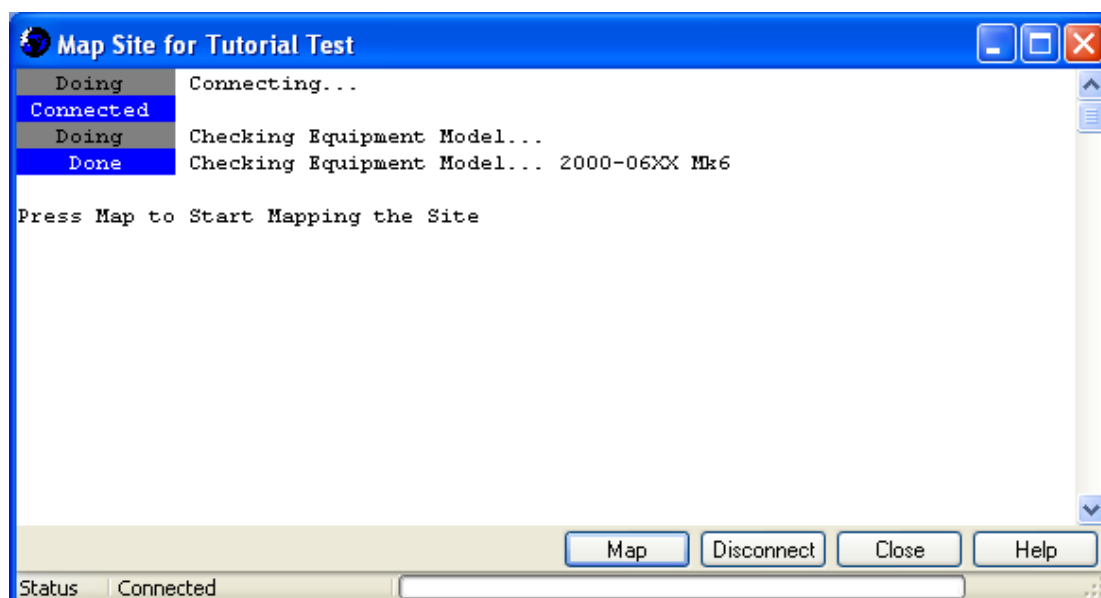 Map Site for Tutorial Test
Doing Connecting...
Connected
Doing Checking Equipment Model...
Done Checking Equipment Model... 2000-06XX Mk6
Press Map to Start Mapping the Site
Map Disconnect Close Help
Status Connected